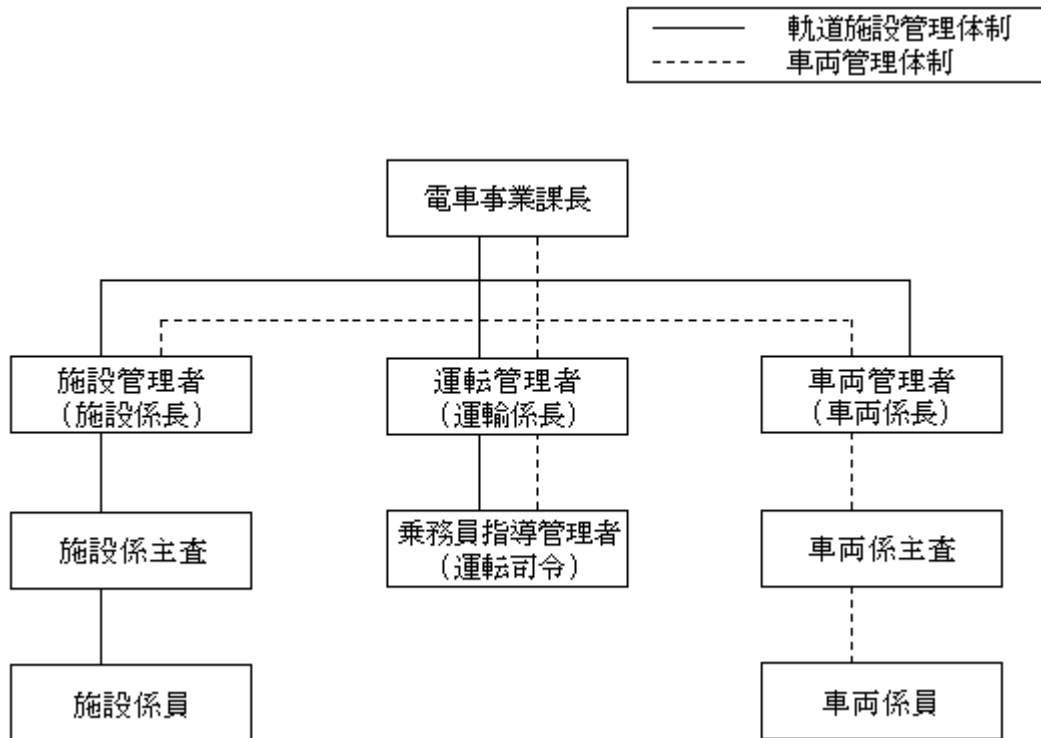 軌道施設管理体制
車両管理体制
電車事業課長
施設管理者
（施設係長）
運転管理者
（運輸係長）
車両管理者
（車両係長）
施設係主査
乗務員指導管理者
（運転司令）
車両係主査
施設係員
車両係員